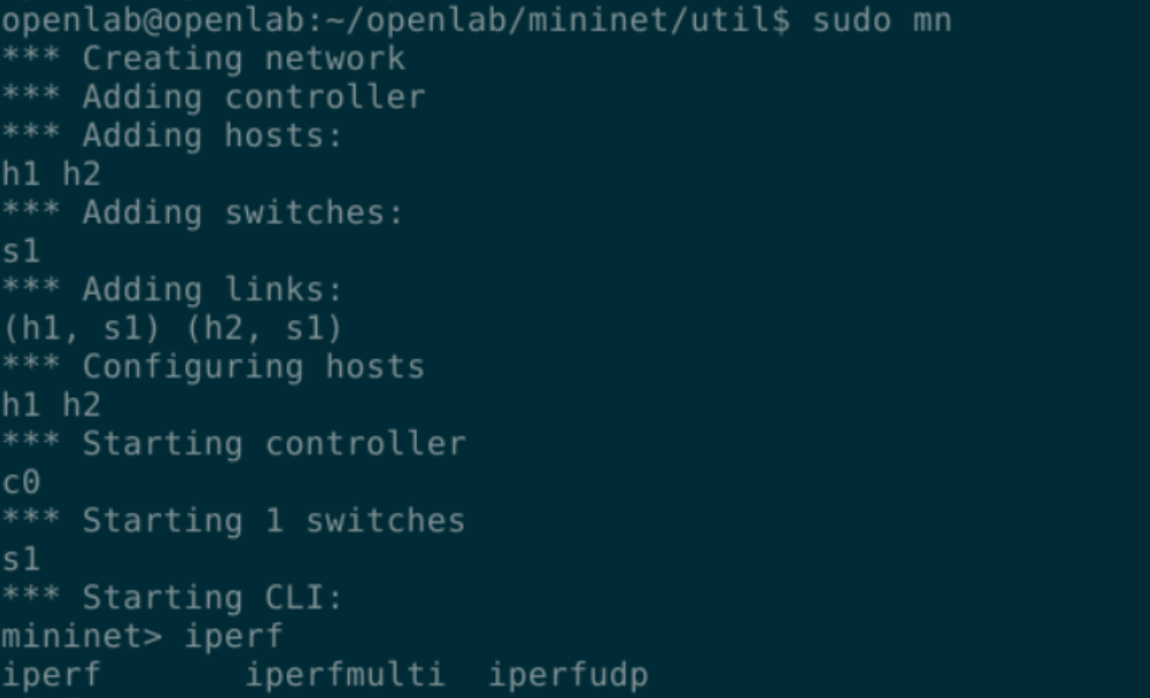 openlab@openlab:~/openlab/mininet/util$ sudo mn
*** Creating network
*** Adding controller
*** Adding hosts:
h1 h2
*** Adding switches:
s1
*** Adding links:
(h1, s1) (h2, s1)
*** Configuring hosts
h1 h2
*** Starting controller
c0
*** Starting 1 switches
s1
*** Starting CLI:
mininet> iperf
iperf       iperfmulti  iperfudp